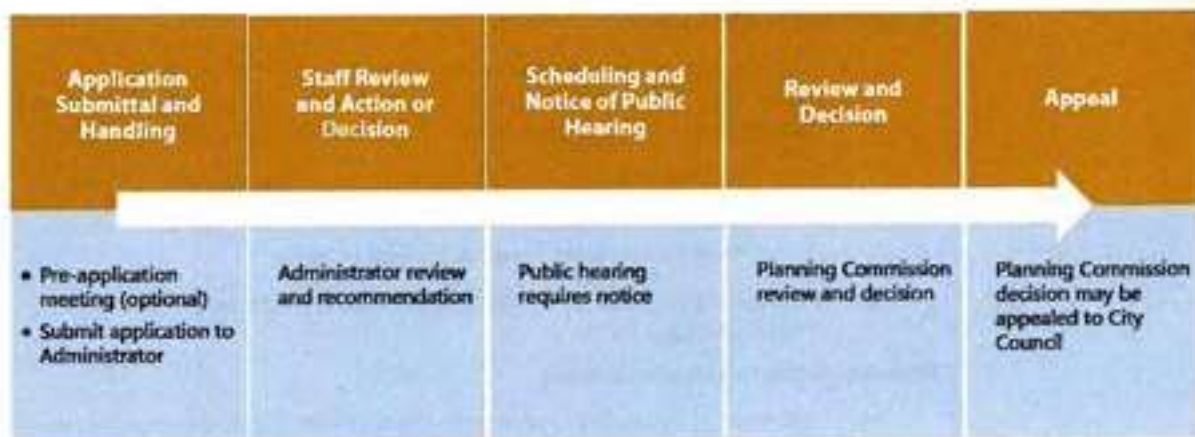 Application
Submittal and
Handling
Staff Review
and Action or
Decision
Scheduling and
Notice of Public
Hearing
Review and
Decision
Appeal
• Pre-application
meeting (optional)
• Submit application to
Administrator
Administrator review
and recommendation
Public hearing
requires notice
Planning Commission
review and decision
Planning Commission
decision may be
appealed to City
Council